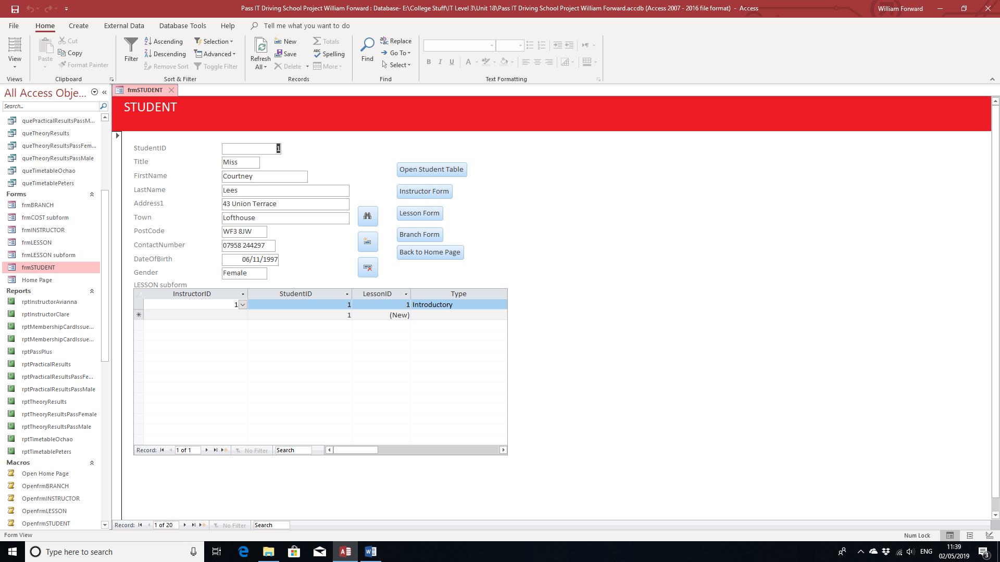 Pass IT Driving School Project William Forward : Database- E:\College Stuff\IT Level 3\Unit 18\Pass IT Driving School Project William Forward.accdb (Access 2007 - 2016 file format) - Access
William Forward
File Home Create External Data Database Tools Help Tell me what you want to do
View
Views
Paste
Cut
Copy
Format Painter
Clipboard
Filter
Ascending
Descending
Remove Sort
Selection
Advanced
Toggle Filter
Sort & Filter
Refresh
All
New
Save
Delete
Totals
Spelling
More
Records
Find
Replace
Go To
Select
Find
B I U A
Text Formatting
All Access Obje...
Search...
quePracticalResultsPassM...
queTheoryResults
queTheoryResultsPassFem...
queTheoryResultsPassMale
queTimetableOchao
queTimetablePeters
Forms
frmBRANCH
frmCOST subform
frmINSTRUCTOR
frmLESSON
frmLESSON subform
frmSTUDENT
Home Page
Reports
rptInstructorAvianna
rptInstructorClare
rptMembershipCardIssue...
rptMembershipCardIssue...
rptPassPlus
rptPracticalResults
rptPracticalResultsPassFe...
rptPracticalResultsPassMale
rptTheoryResults
rptTheoryResultsPassFemale
rptTheoryResultsPassMale
rptTimetableOchao
rptTimetablePeters
Macros
Open Home Page
OpenfrmBRANCH
OpenfrmINSTRUCTOR
OpenfrmLESSON
OpenfrmSTUDENT
frmSTUDENT
STUDENT
StudentID 1
Title Miss
FirstName Courtney
LastName Lees
Address1 43 Union Terrace
Town Lofthouse
PostCode WF3 8JW
ContactNumber 07958 244297
DateOfBirth 06/11/1997
Gender Female
Open Student Table
Instructor Form
Lesson Form
Branch Form
Back to Home Page
LESSON subform
InstructorID StudentID LessonID Type
1 1 1 Introductory
1 (New)
Record: 1 of 1 No Filter Search
Record: 1 of 20 No Filter Search
Form View
Num Lock
Type here to search
ENG
11:39
02/05/2019
3